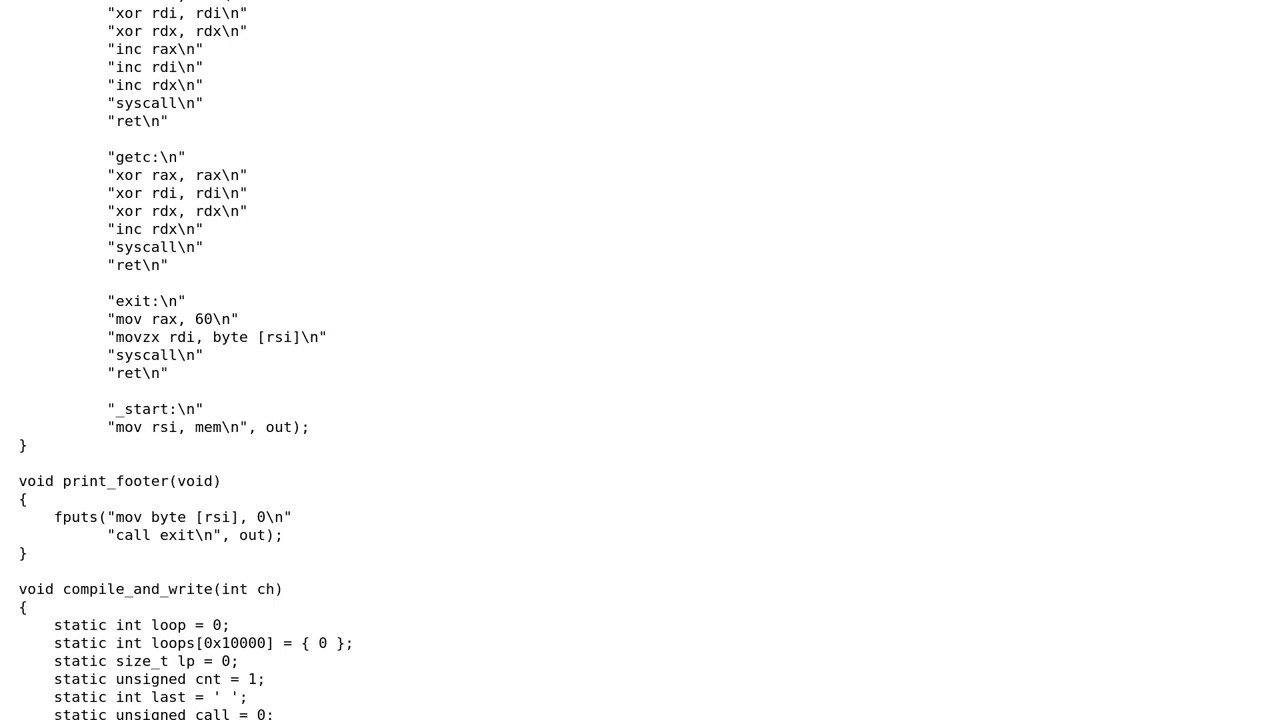 "xor rdi, rdi\n"
"xor rdx, rdx\n"
"inc rax\n"
"inc rdi\n"
"inc rdx\n"
"syscall\n"
"ret\n"

"getc:\n"
"xor rax, rax\n"
"xor rdi, rdi\n"
"xor rdx, rdx\n"
"inc rdx\n"
"syscall\n"
"ret\n"

"exit:\n"
"mov rax, 60\n"
"movzx rdi, byte [rsi]\n"
"syscall\n"
"ret\n"

"_start:\n"
"mov rsi, mem\n", out);
}

void print_footer(void)
{
    fputs("mov byte [rsi], 0\n"
          "call exit\n", out);
}

void compile_and_write(int ch)
{
    static int loop = 0;
    static int loops[0x10000] = { 0 };
    static size_t lp = 0;
    static unsigned cnt = 1;
    static int last = ' ';
    static unsigned call = 0;